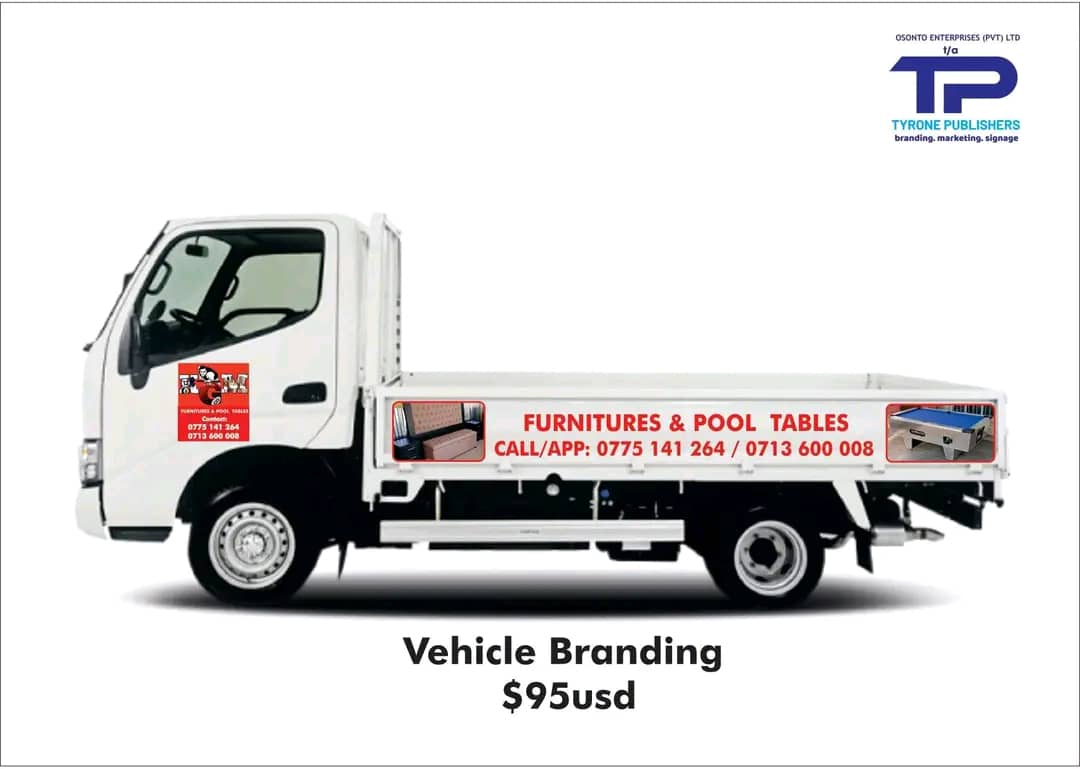 OSONTO ENTERPRISES (PVT) LTD
t/a
TP
TYRONE PUBLISHERS
branding. marketing. signage
FURNITURES & POOL TABLES
Contact:
0775 141 264
0713 600 008
FURNITURES & POOL TABLES
CALL/APP: 0775 141 264 / 0713 600 008
Vehicle Branding
$95usd